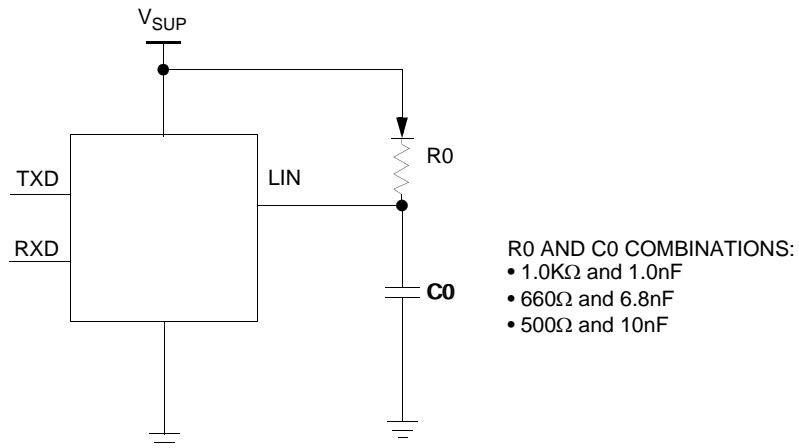 VSUP
R0
TXD
LIN
RXD
C0
R0 AND C0 COMBINATIONS:
• 1.0KΩ and 1.0nF
• 660Ω and 6.8nF
• 500Ω and 10nF